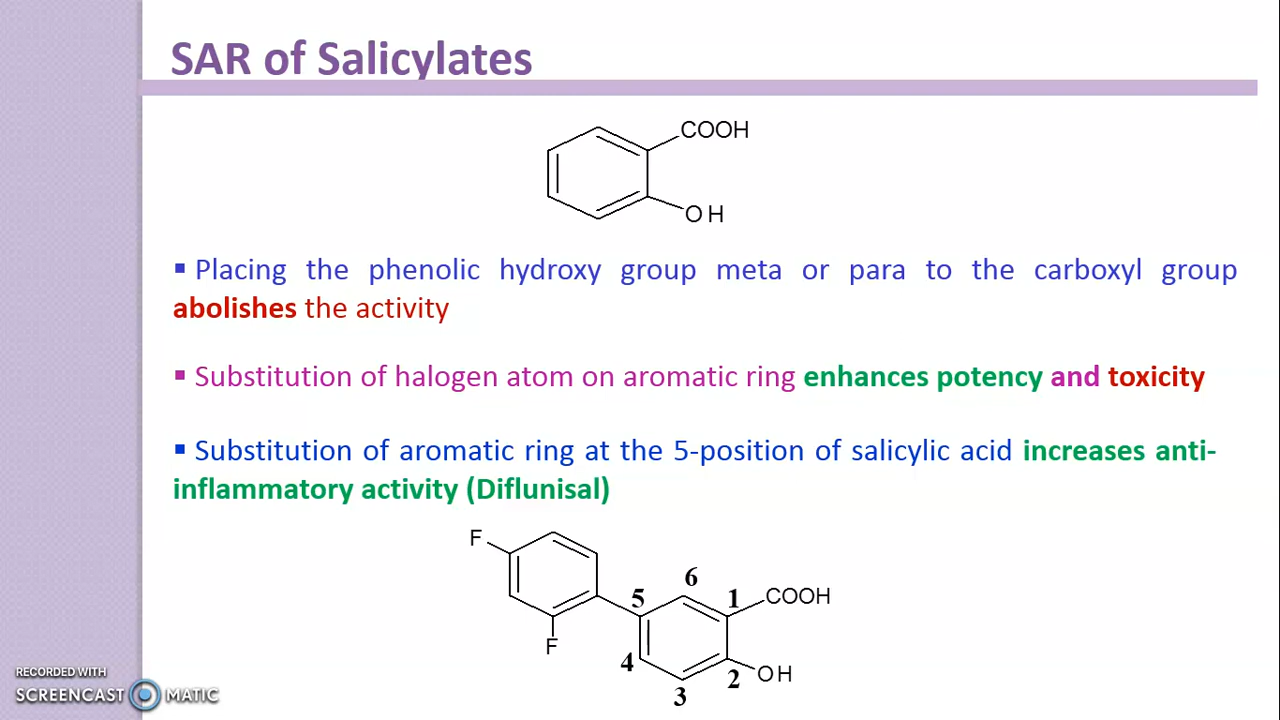 SAR of Salicylates
COOH
OH
▪ Placing the phenolic hydroxy group meta or para to the carboxyl group
abolishes the activity
▪ Substitution of halogen atom on aromatic ring enhances potency and toxicity
▪ Substitution of aromatic ring at the 5-position of salicylic acid increases anti-
inflammatory activity (Diflunisal)
F
6
5
1
COOH
F
4
2
OH
3
RECORDED WITH
SCREENCAST MATIC